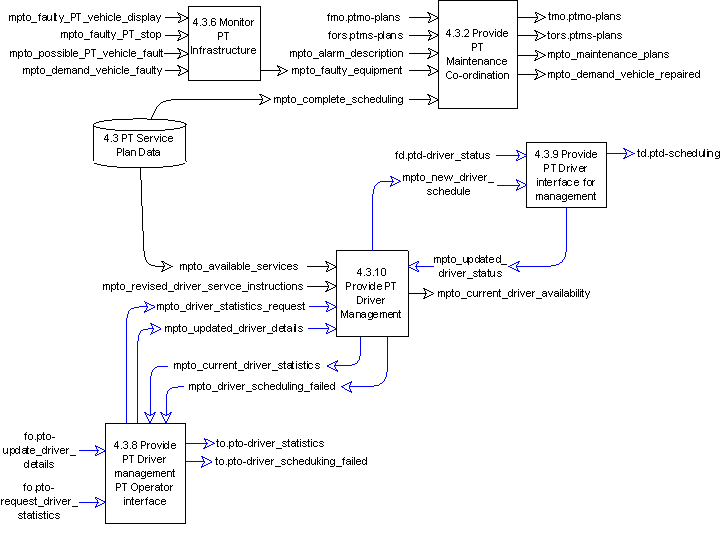 mpto_faulty_PT_vehicle_display
mpto_faulty_PT_stop
mpto_possible_PT_vehicle_fault
mpto_demand_vehicle_faulty
4.3.6 Monitor
PT
Infrastructure
mpto_faulty_equipment
fmo.ptmo-plans
fors.ptms-plans
mpto_alarm_description
4.3.2 Provide
PT
Maintenance
Co-ordination
tmo.ptmo-plans
tors.ptms-plans
mpto_maintenance_plans
mpto_demand_vehicle_repaired
mpto_complete_scheduling
4.3 PT Service
Plan Data
fd.ptd-driver_status
mpto_new_driver_
schedule
4.3.9 Provide
PT Driver
interface for
management
td.ptd-scheduling
mpto_available_services
mpto_revised_driver_servce_instructions
mpto_driver_statistics_request
mpto_updated_driver_details
4.3.10
Provide PT
Driver
Management
mpto_updated_
driver_status
mpto_current_driver_availability
mpto_current_driver_statistics
mpto_driver_scheduling_failed
fo.pto-
update_driver_
details
fo.pto-
request_driver_
statistics
4.3.8 Provide
PT Driver
management
PT Operator
interface
to.pto-driver_statistics
to.pto-driver_scheduking_failed